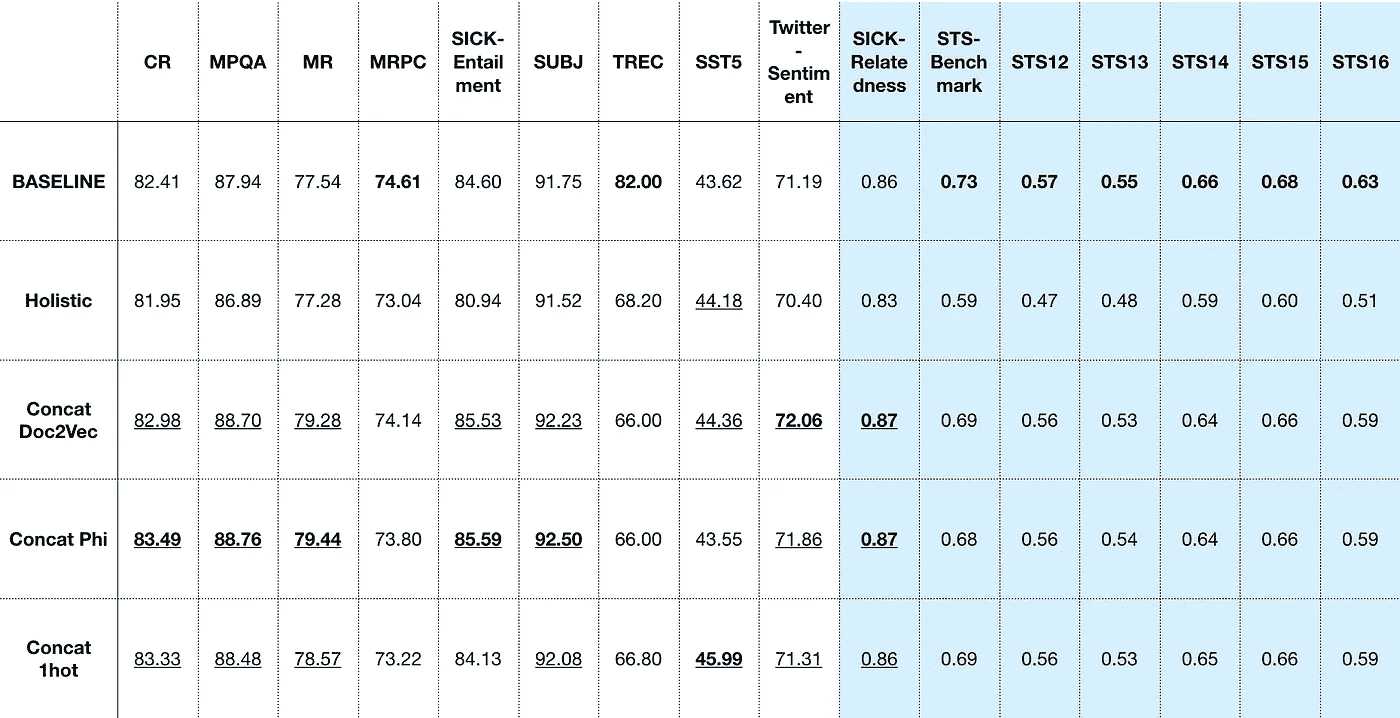 CR MPQA MR MRPC SICK-Entailment SUBJ TREC SST5 Twitter-Sentiment SICK-Relatedness STS-Benchmark STS12 STS13 STS14 STS15 STS16
BASELINE 82.41 87.94 77.54 74.61 84.60 91.75 82.00 43.62 71.19 0.86 0.73 0.57 0.55 0.66 0.68 0.63
Holistic 81.95 86.89 77.28 73.04 80.94 91.52 68.20 44.18 70.40 0.83 0.59 0.47 0.48 0.59 0.60 0.51
Concat Doc2Vec 82.98 88.70 79.28 74.14 85.53 92.23 66.00 44.36 72.06 0.87 0.69 0.56 0.53 0.64 0.66 0.59
Concat Phi 83.49 88.76 79.44 73.80 85.59 92.50 66.00 43.55 71.86 0.87 0.68 0.56 0.54 0.64 0.66 0.59
Concat 1hot 83.33 88.48 78.57 73.22 84.13 92.08 66.80 45.99 71.31 0.86 0.69 0.56 0.53 0.65 0.66 0.59